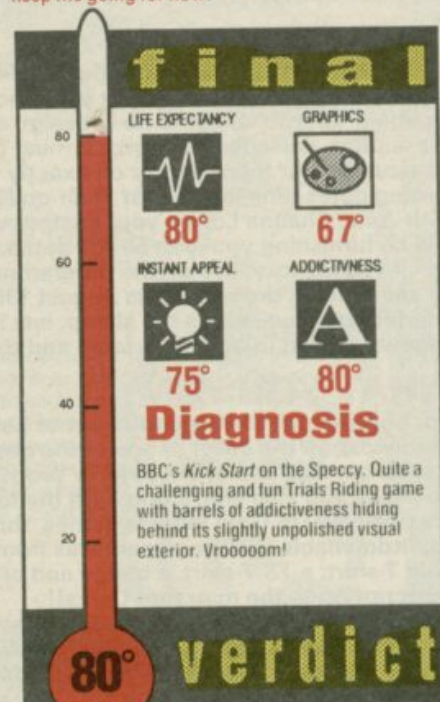 keep me going for now!
final
LIFE EXPECTANCY
GRAPHICS
80°
67°
INSTANT APPEAL
ADDICTIVNESS
A
75°
80°
Diagnosis
BBC's Kick Start on the Speccy. Quite a
challenging and fun Trials Riding game
with barrels of addictiveness hiding
behind its slightly unpolished visual
exterior. Vrooooom!
80
60
40
20
80°
verdict